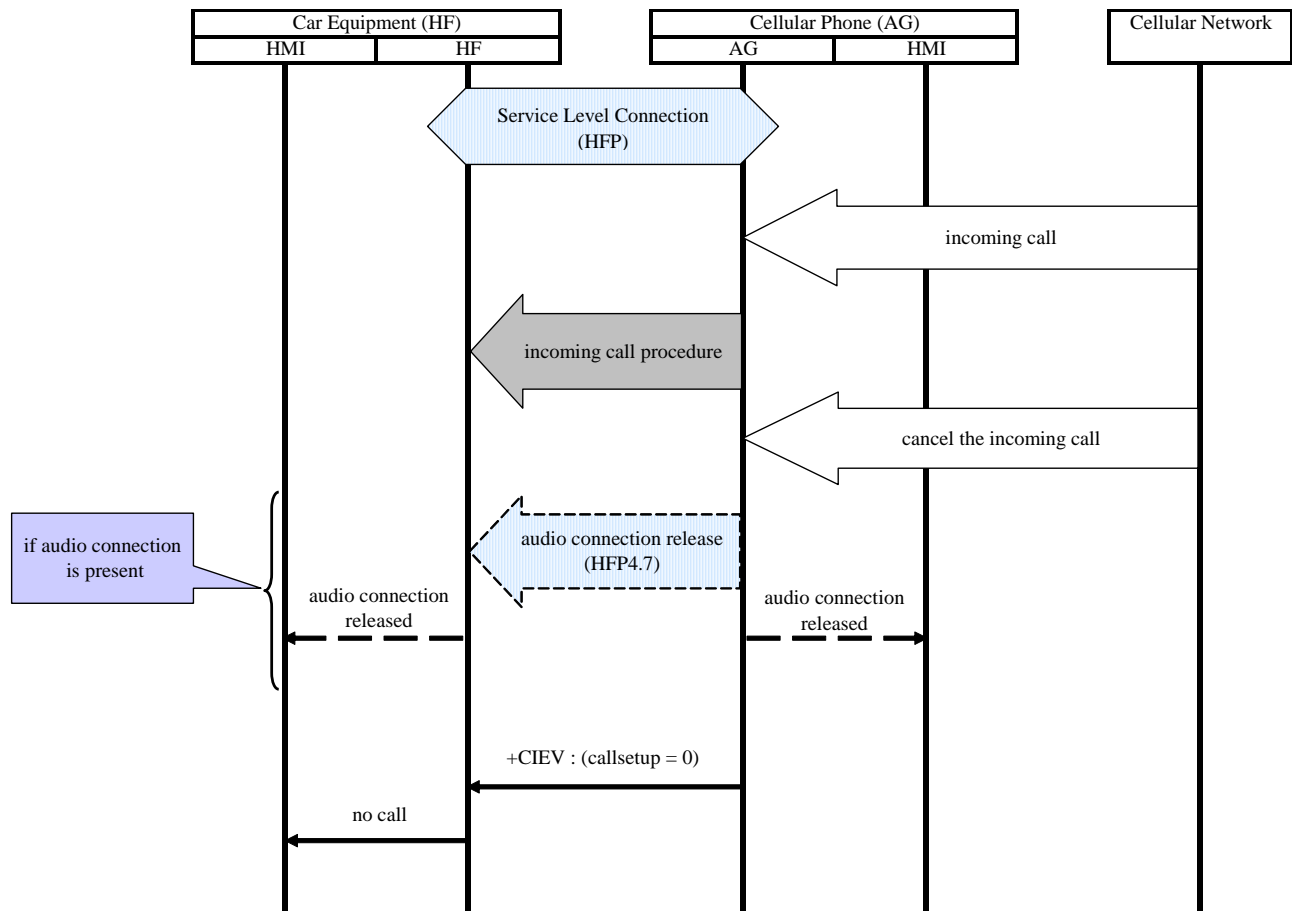 Car Equipment (HF)
Cellular Phone (AG)
Cellular Network
HMI
HF
AG
HMI
Service Level Connection
(HFP)
incoming call
incoming call procedure
cancel the incoming call
if audio connection
is present
audio connection release
(HFP4.7)
audio connection
released
audio connection
released
+CIEV : (callsetup = 0)
no call